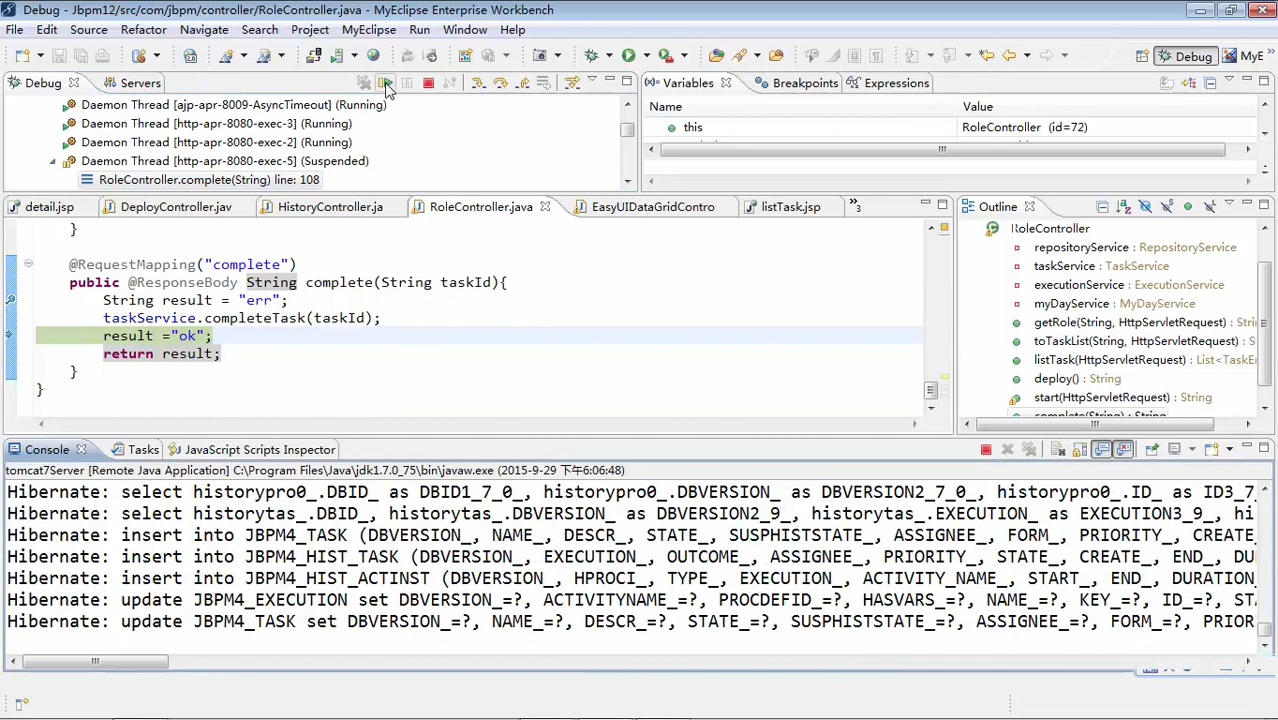 Debug - Jbpm12/src/com/jbpm/controller/RoleController.java - MyEclipse Enterprise Workbench
File Edit Source Refactor Navigate Search Project MyEclipse Run Window Help
Debug MyE
Debug Servers
Daemon Thread [ajp-apr-8009-AsyncTimeout] (Running)
Daemon Thread [http-apr-8080-exec-3] (Running)
Daemon Thread [http-apr-8080-exec-2] (Running)
Daemon Thread [http-apr-8080-exec-5] (Suspended)
RoleController.complete(String) line: 108
Variables Breakpoints Expressions
Name Value
this RoleController (id=72)
detail.jsp DeployController.jav HistoryController.ja RoleController.java EasyUIDataGridContro listTask.jsp »3
}
@RequestMapping("complete")
public @ResponseBody String complete(String taskId){
String result = "err";
taskService.completeTask(taskId);
result ="ok";
return result;
}
}
Outline
RoleController
repositoryService : RepositoryService
taskService : TaskService
executionService : ExecutionService
myDayService : MyDayService
getRole(String, HttpServletRequest) : Stri
toTaskList(String, HttpServletRequest) : S
listTask(HttpServletRequest) : List<TaskE
deploy() : String
start(HttpServletRequest) : String
complete(String) : String
Console Tasks JavaScript Scripts Inspector
tomcat7Server [Remote Java Application] C:\Program Files\Java\jdk1.7.0_75\bin\javaw.exe (2015-9-29 下午6:06:48)
Hibernate: select historypro0_.DBID_ as DBID1_7_0_, historypro0_.DBVERSION_ as DBVERSION2_7_0_, historypro0_.ID_ as ID3_7_
Hibernate: select historytas_.DBID_, historytas_.DBVERSION_ as DBVERSION2_9_, historytas_.EXECUTION_ as EXECUTION3_9_, hi
Hibernate: insert into JBPM4_TASK (DBVERSION_, NAME_, DESCR_, STATE_, SUSPHISTSTATE_, ASSIGNEE_, FORM_, PRIORITY_, CREATE_
Hibernate: insert into JBPM4_HIST_TASK (DBVERSION_, EXECUTION_, OUTCOME_, ASSIGNEE_, PRIORITY_, STATE_, CREATE_, END_, DU
Hibernate: insert into JBPM4_HIST_ACTINST (DBVERSION_, HPROCI_, TYPE_, EXECUTION_, ACTIVITY_NAME_, START_, END_, DURATION_
Hibernate: update JBPM4_EXECUTION set DBVERSION_=?, ACTIVITYNAME_=?, PROCDEFID_=?, HASVARS_=?, NAME_=?, KEY_=?, ID_=?, STA
Hibernate: update JBPM4_TASK set DBVERSION_=?, NAME_=?, DESCR_=?, STATE_=?, SUSPHISTSTATE_=?, ASSIGNEE_=?, FORM_=?, PRIOR